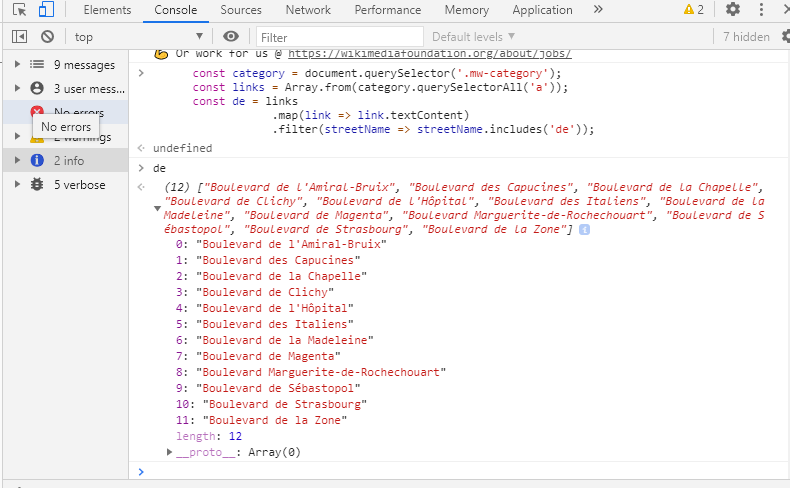 Elements Console Sources Network Performance Memory Application » 2
top ▼ Filter Default levels ▼ 7 hidden
Or work for us @ https://wikimediafoundation.org/about/jobs/
9 messages
3 user mess...
No errors
No errors
2 warnings
2 info
5 verbose
const category = document.querySelector('.mw-category');
const links = Array.from(category.querySelectorAll('a'));
const de = links
.map(link => link.textContent)
.filter(streetName => streetName.includes('de'));
undefined
de
(12) ["Boulevard de l'Amiral-Bruix", "Boulevard des Capucines", "Boulevard de la Chapelle",
"Boulevard de Clichy", "Boulevard de l'Hôpital", "Boulevard des Italiens", "Boulevard de la
Madeleine", "Boulevard de Magenta", "Boulevard Marguerite-de-Rochechouart", "Boulevard de S
ébastopol", "Boulevard de Strasbourg", "Boulevard de la Zone"] i
0: "Boulevard de l'Amiral-Bruix"
1: "Boulevard des Capucines"
2: "Boulevard de la Chapelle"
3: "Boulevard de Clichy"
4: "Boulevard de l'Hôpital"
5: "Boulevard des Italiens"
6: "Boulevard de la Madeleine"
7: "Boulevard de Magenta"
8: "Boulevard Marguerite-de-Rochechouart"
9: "Boulevard de Sébastopol"
10: "Boulevard de Strasbourg"
11: "Boulevard de la Zone"
length: 12
__proto__: Array(0)